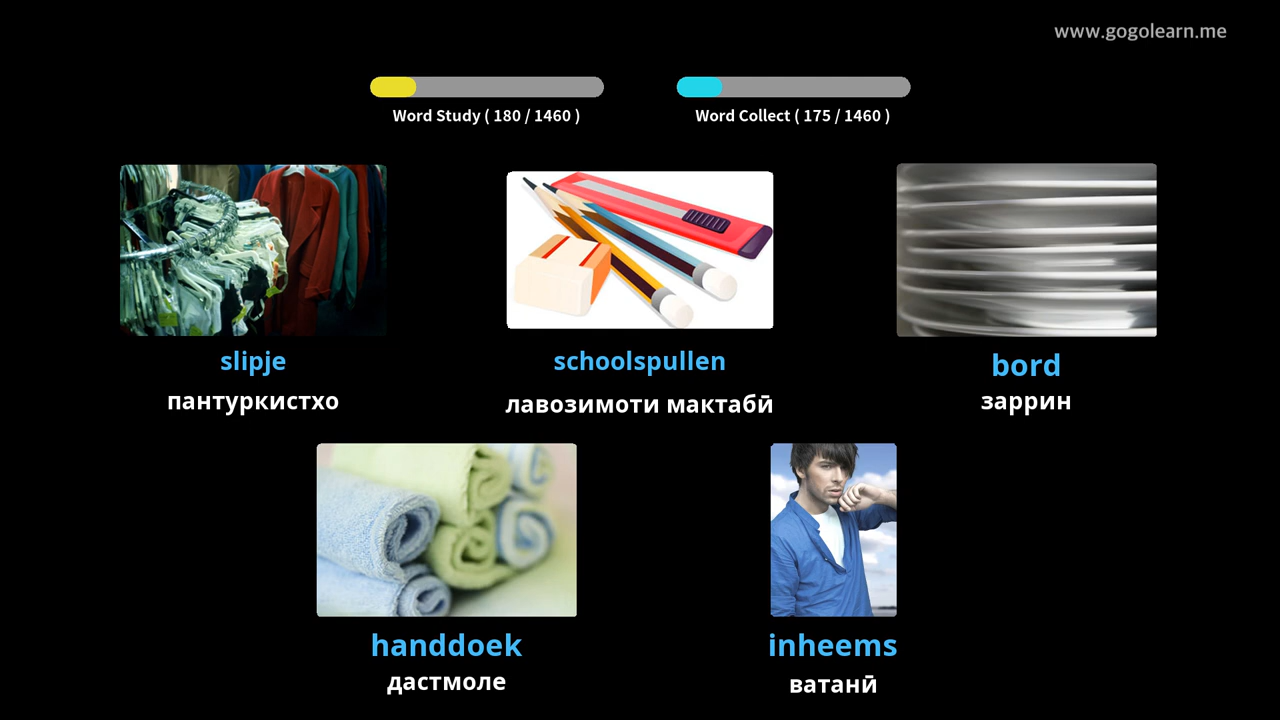 www.gogolearn.me
Word Study ( 180 / 1460 )
Word Collect ( 175 / 1460 )
slipje
пантуркистхо
schoolspullen
лавозимоти мактабӣ
bord
заррин
handdoek
дастмоле
inheems
ватанӣ